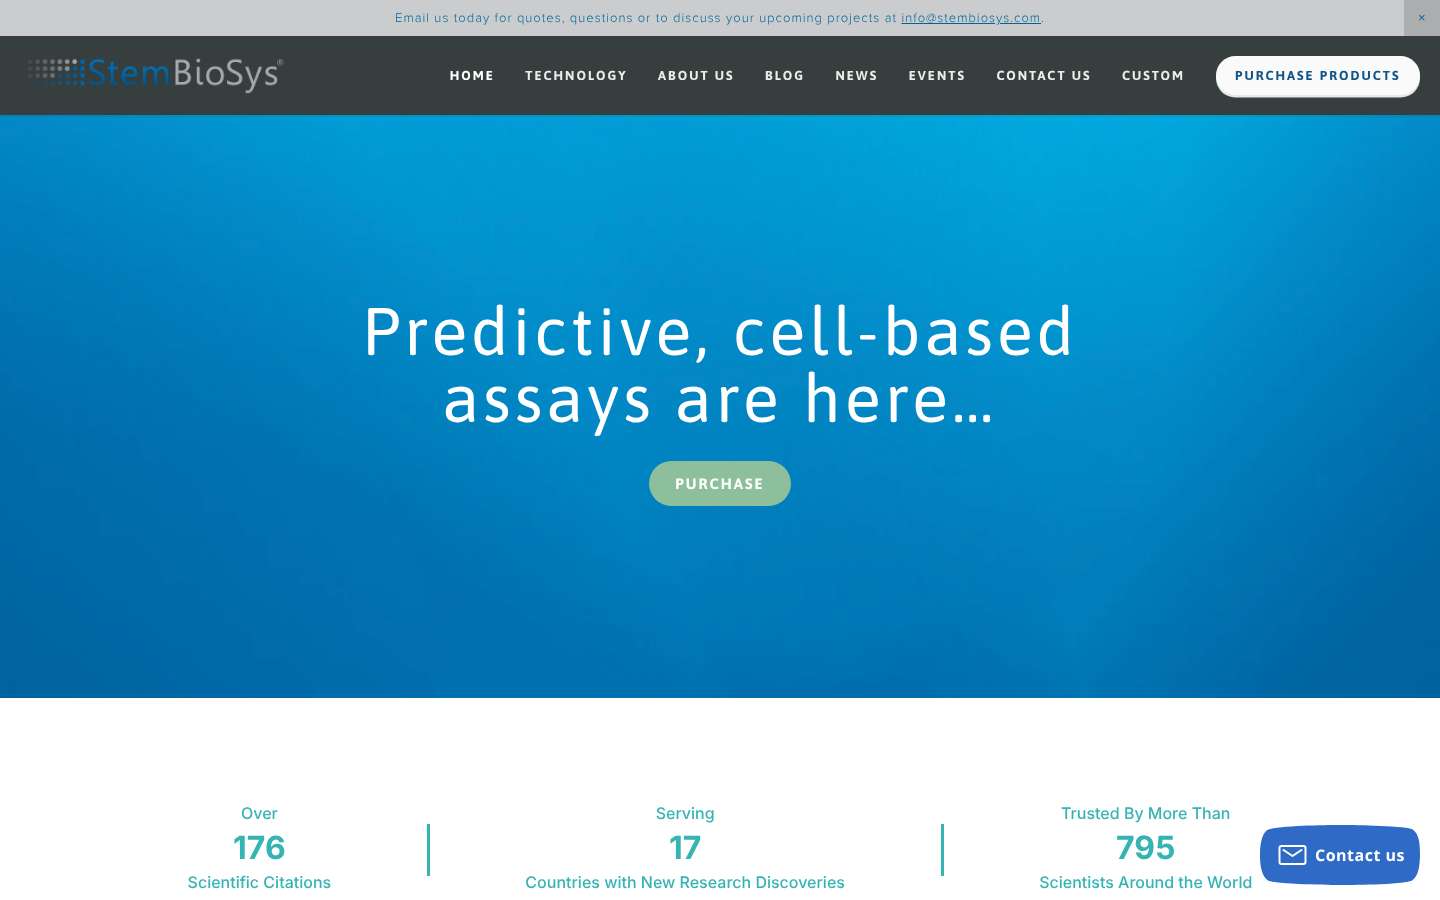 Email us today for quotes, questions or to discuss your upcoming projects at info@stembiosys.com.
×
StemBioSys®
HOME
TECHNOLOGY
ABOUT US
BLOG
NEWS
EVENTS
CONTACT US
CUSTOM
PURCHASE PRODUCTS
Predictive, cell-based
assays are here…
PURCHASE
Over
176
Scientific Citations
Serving
17
Countries with New Research Discoveries
Trusted By More Than
795
Scientists Around the World
Contact us